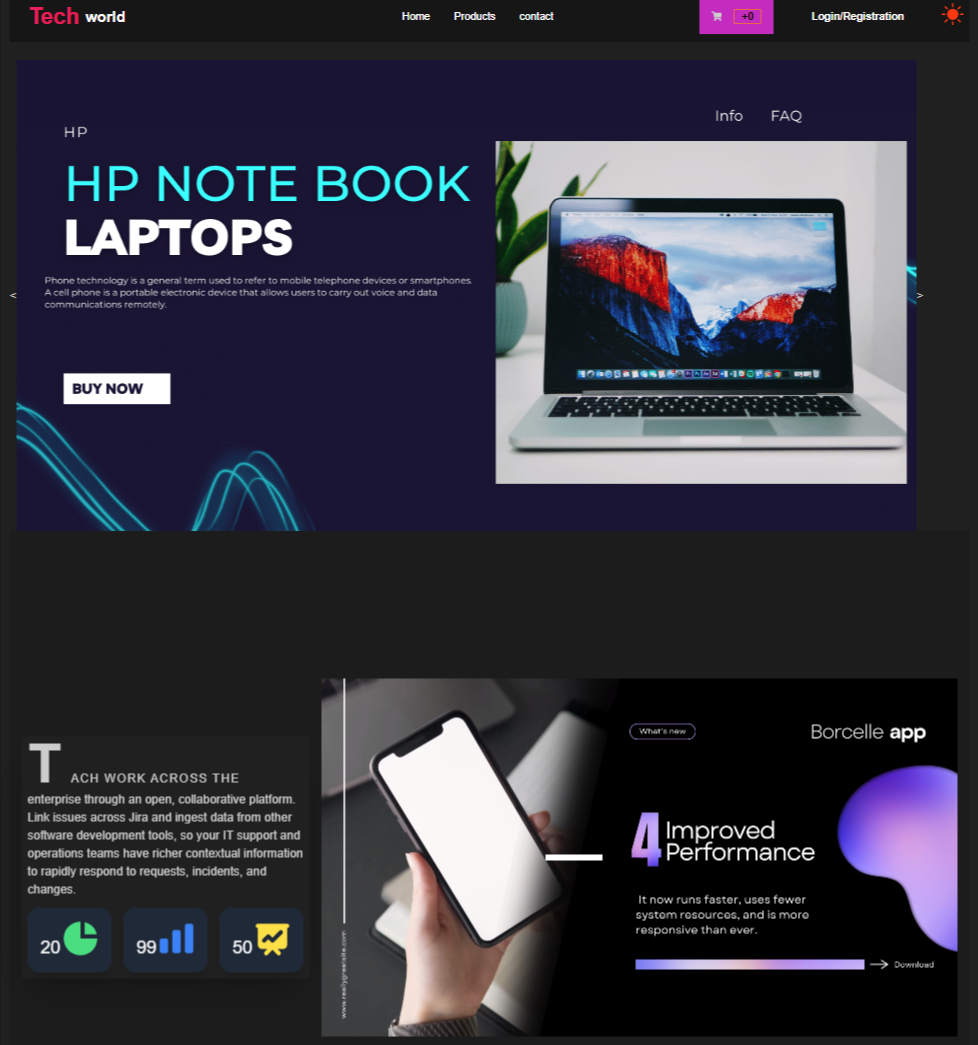 Tech world
Home Products contact
+0
Login/Registration
Info FAQ
HP
HP NOTE BOOK
LAPTOPS
Phone technology is a general term used to refer to mobile telephone devices or smartphones.
A cell phone is a portable electronic device that allows users to carry out voice and data
communications remotely.
<
>
BUY NOW
TACH WORK ACROSS THE
enterprise through an open, collaborative platform.
Link issues across Jira and ingest data from other
software development tools, so your IT support and
operations teams have richer contextual information
to rapidly respond to requests, incidents, and
changes.
20
99
50
www.reallygreatsite.com
What's new
Borcelle app
4 Improved
Performance
It now runs faster, uses fewer
system resources, and is more
responsive than ever.
Download